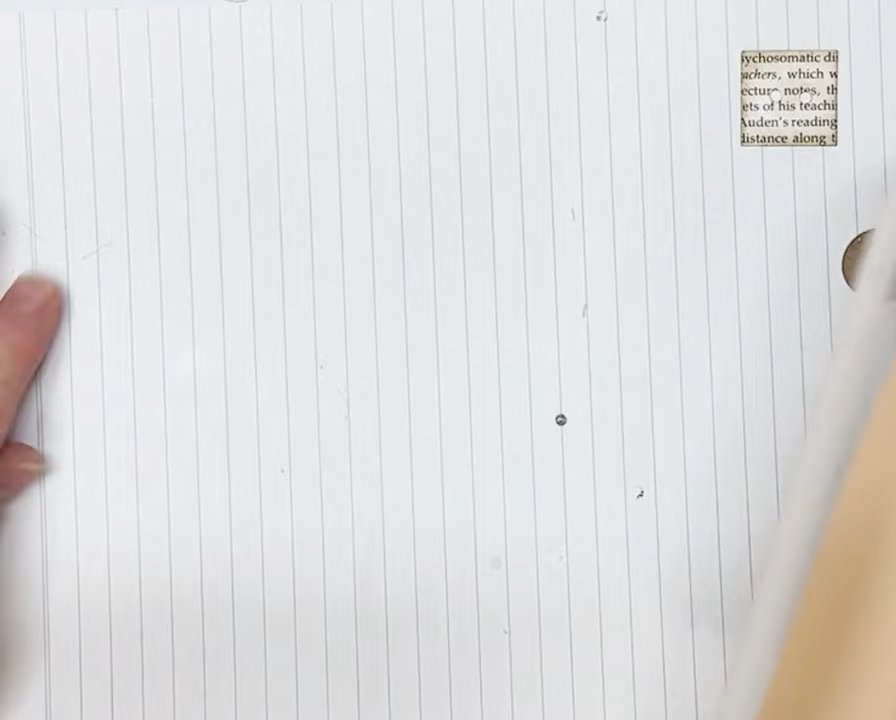 ychosomatic di
achers, which w
ecture notes, th
ets of his teachi
Auden's reading
distance along t